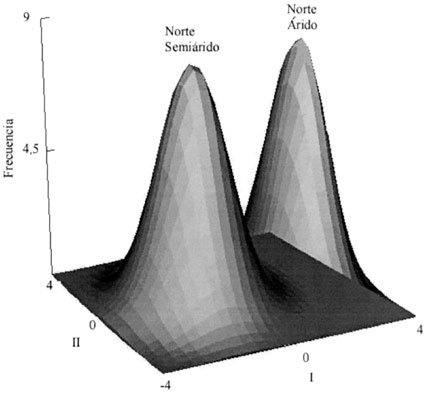 Norte
Árido
Norte
Semiárido
9
Frecuencia
4,5
4
0
II
-4
0
I
4